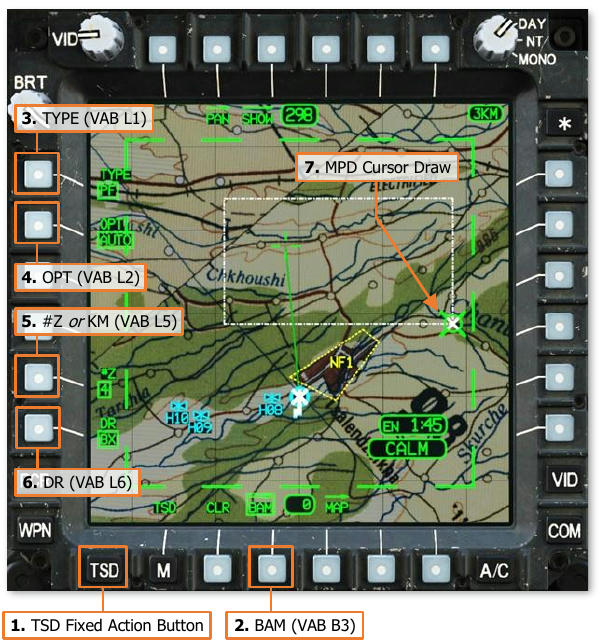 VID
DAY
NT
MONO
BRT
3. TYPE (VAB L1)
PAN SHOW 298 3KM
*
7. MPD Cursor Draw
TYPE
PF
OPT
AUTO
4. OPT (VAB L2)
Chkhoushi
5. #Z or KM (VAB L5)
NF1
*Z
4
H10 H09 H08
DR
BX
EN 1:45
CALM
6. DR (VAB L6)
VID
TSD CLR BAM 0 MAP
WPN COM
TSD M A/C
1. TSD Fixed Action Button 2. BAM (VAB B3)